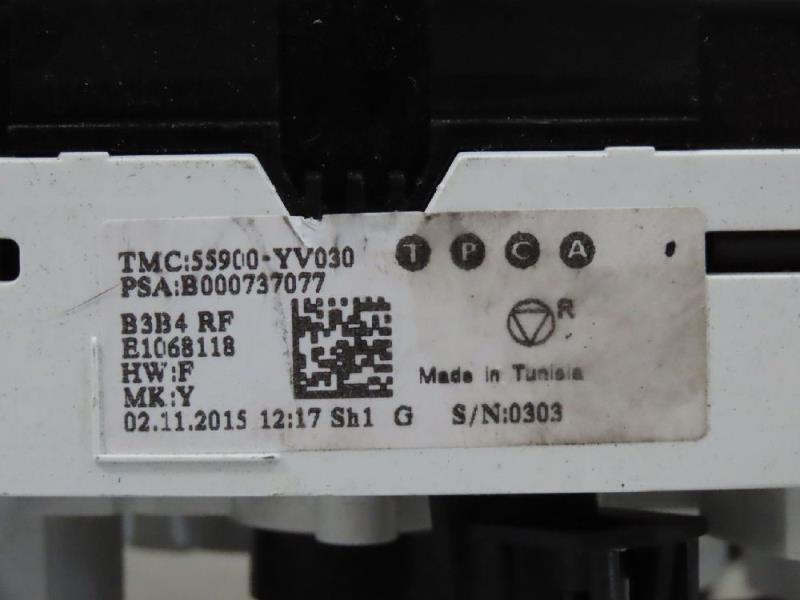 TMC:55900-YV030 T P C A
PSA:B000737077
B3B4 RF
R
E1068118
HW:F
Made in Tunisia
MK:Y
02.11.2015 12:17 Sh1 G S/N:0303